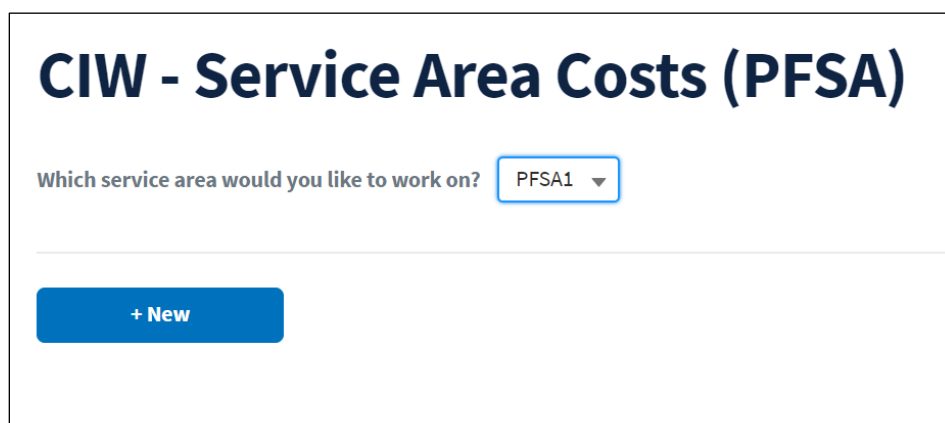 CIW - Service Area Costs (PFSA)
Which service area would you like to work on? PFSA1
+ New